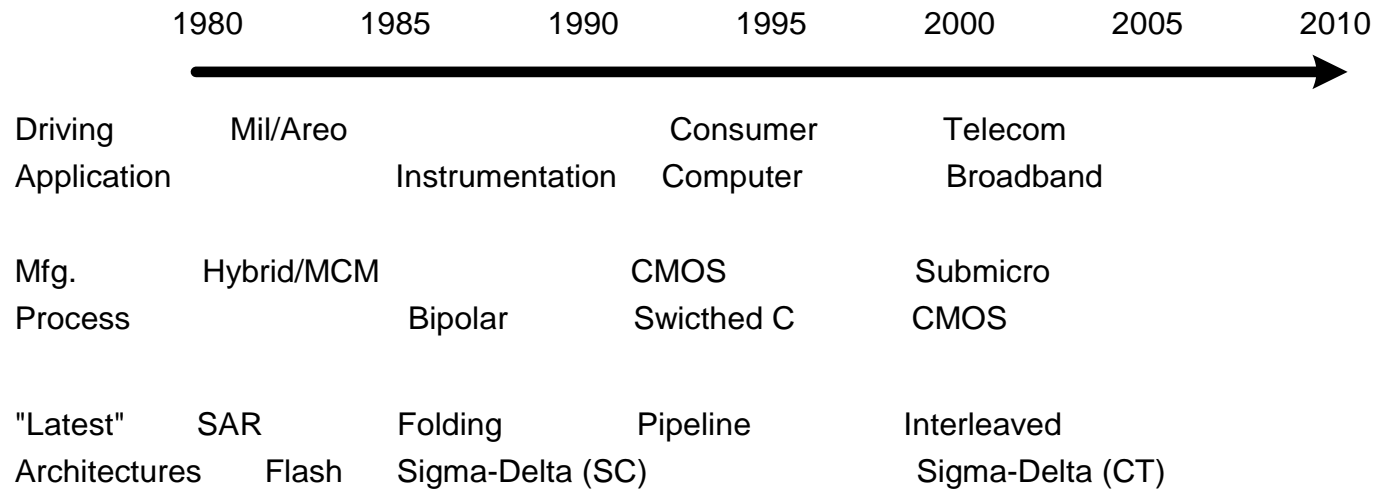 1980 1985 1990 1995 2000 2005 2010
Driving Mil/Areo Consumer Telecom
Application Instrumentation Computer Broadband
Mfg. Hybrid/MCM CMOS Submicro
Process Bipolar Swicthed C CMOS
"Latest" SAR Folding Pipeline Interleaved
Architectures Flash Sigma-Delta (SC) Sigma-Delta (CT)